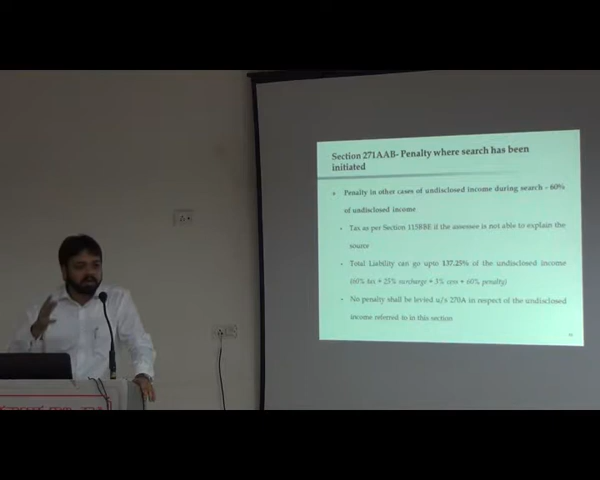 Section 271AAB- Penalty where search has been
initiated
Penalty in other cases of undisclosed income during search - 60%
of undisclosed income
Tax as per Section 115BBE if the assessee is not able to explain the
source
Total Liability can go upto 137.25% of the undisclosed income
(60% tax + 25% surcharge + 3% cess + 60% penalty)
No penalty shall be levied u/s 270A in respect of the undisclosed
income referred to in this section